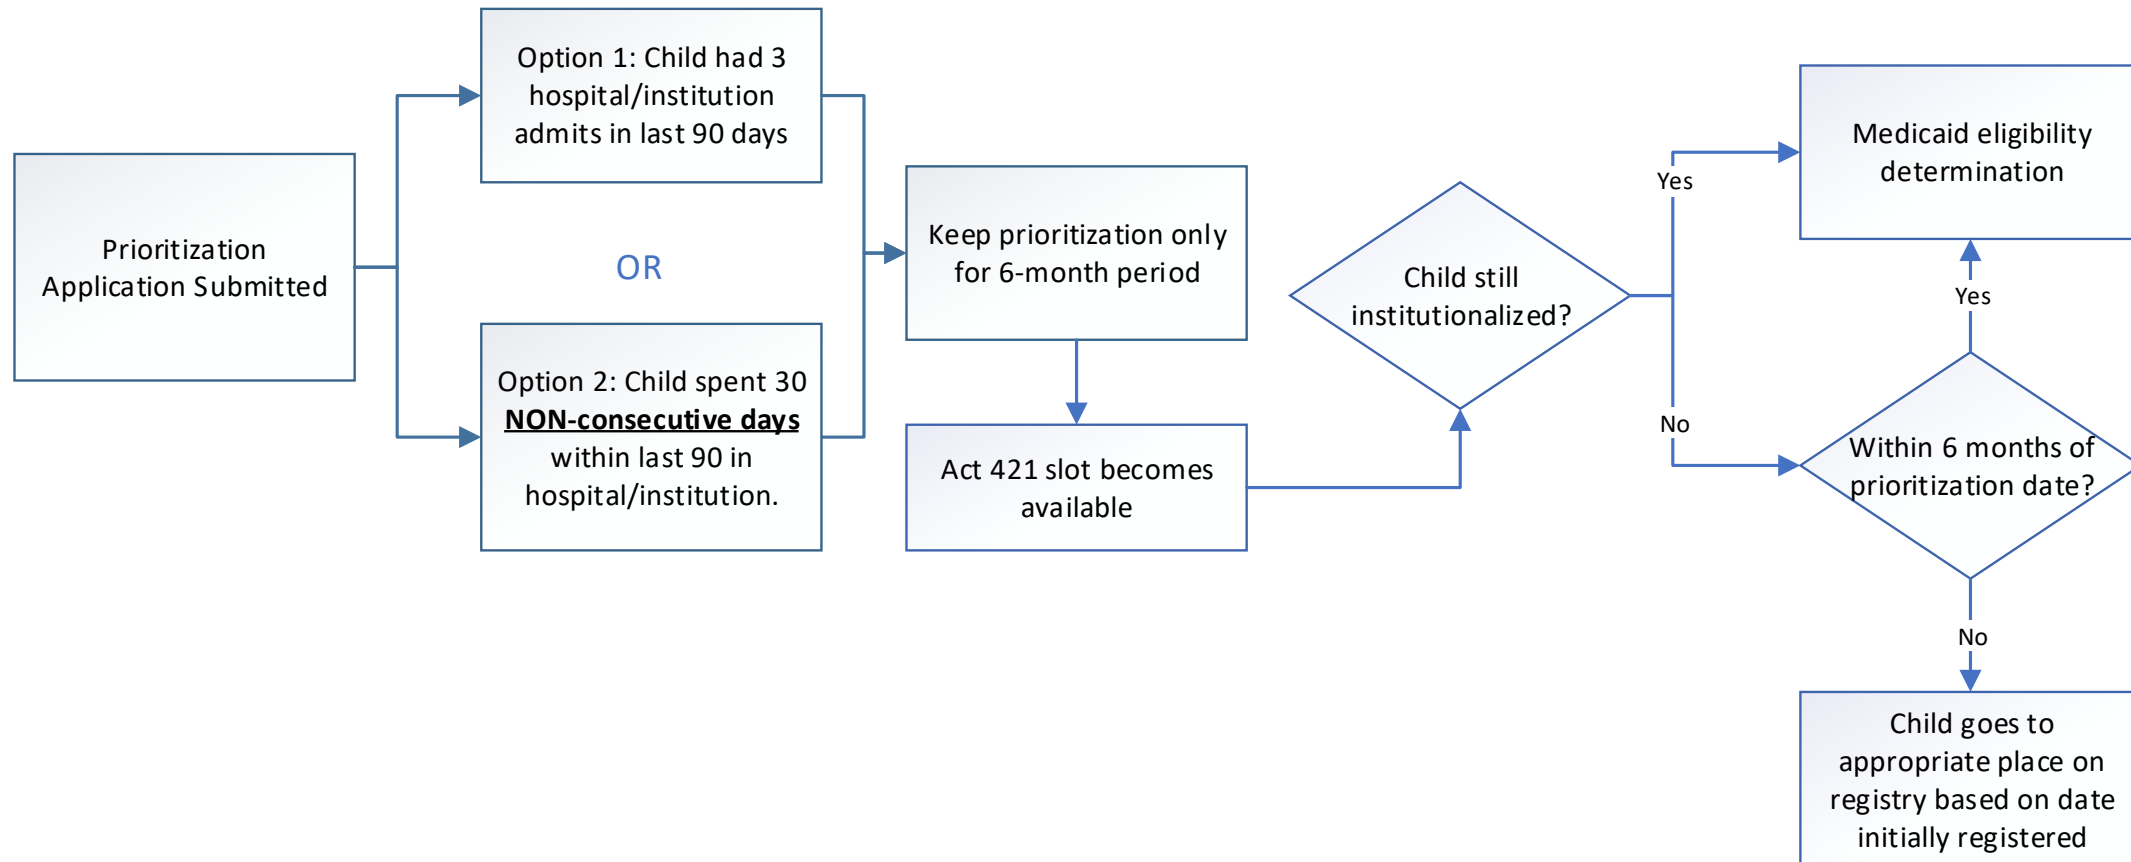 Prioritization
Application Submitted
Option 1: Child had 3
hospital/institution
admits in last 90 days
OR
Option 2: Child spent 30
NON-consecutive days
within last 90 in
hospital/institution.
Keep prioritization only
for 6-month period
Act 421 slot becomes
available
Child still
institutionalized?
Yes
No
Medicaid eligibility
determination
Yes
Within 6 months of
prioritization date?
No
Child goes to
appropriate place on
registry based on date
initially registered